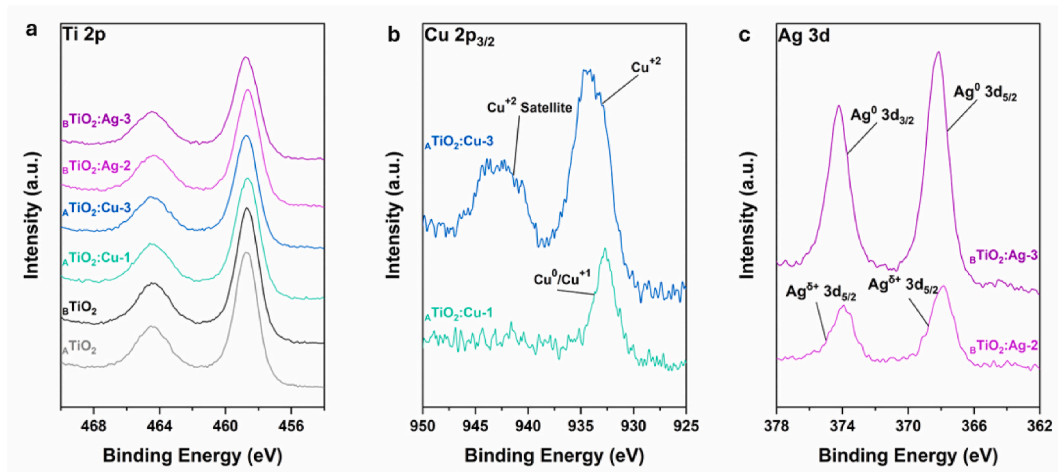 a
Ti 2p
BTiO2:Ag-3
BTiO2:Ag-2
ATiO2:Cu-3
ATiO2:Cu-1
BTiO2
ATiO2
Intensity (a.u.)
468 464 460 456
Binding Energy (eV)
b
Cu 2p3/2
Cu+2
Cu+2 Satellite
ATiO2:Cu-3
Cu0/Cu+1
ATiO2:Cu-1
Intensity (a.u.)
950 945 940 935 930 925
Binding Energy (eV)
c
Ag 3d
Ag0 3d5/2
Ag0 3d3/2
BTiO2:Ag-3
Agδ+ 3d5/2
Agδ+ 3d5/2
BTiO2:Ag-2
Intensity (a.u.)
378 374 370 366 362
Binding Energy (eV)